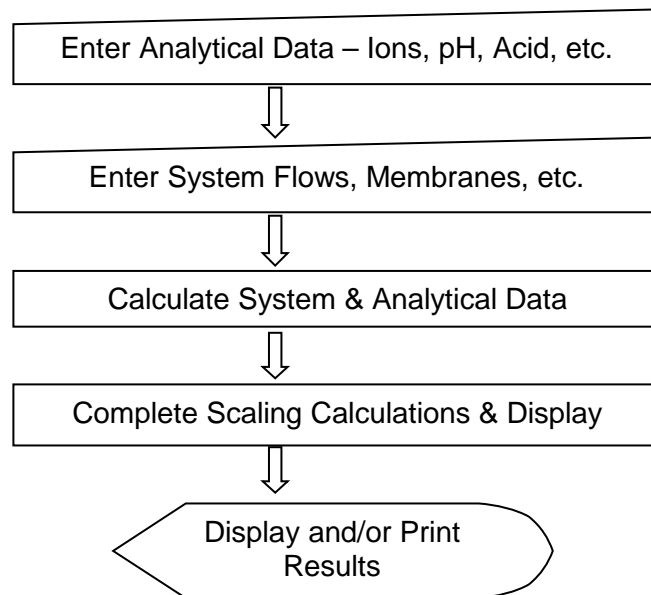 Enter Analytical Data – Ions, pH, Acid, etc.
Enter System Flows, Membranes, etc.
Calculate System & Analytical Data
Complete Scaling Calculations & Display
Display and/or Print
Results